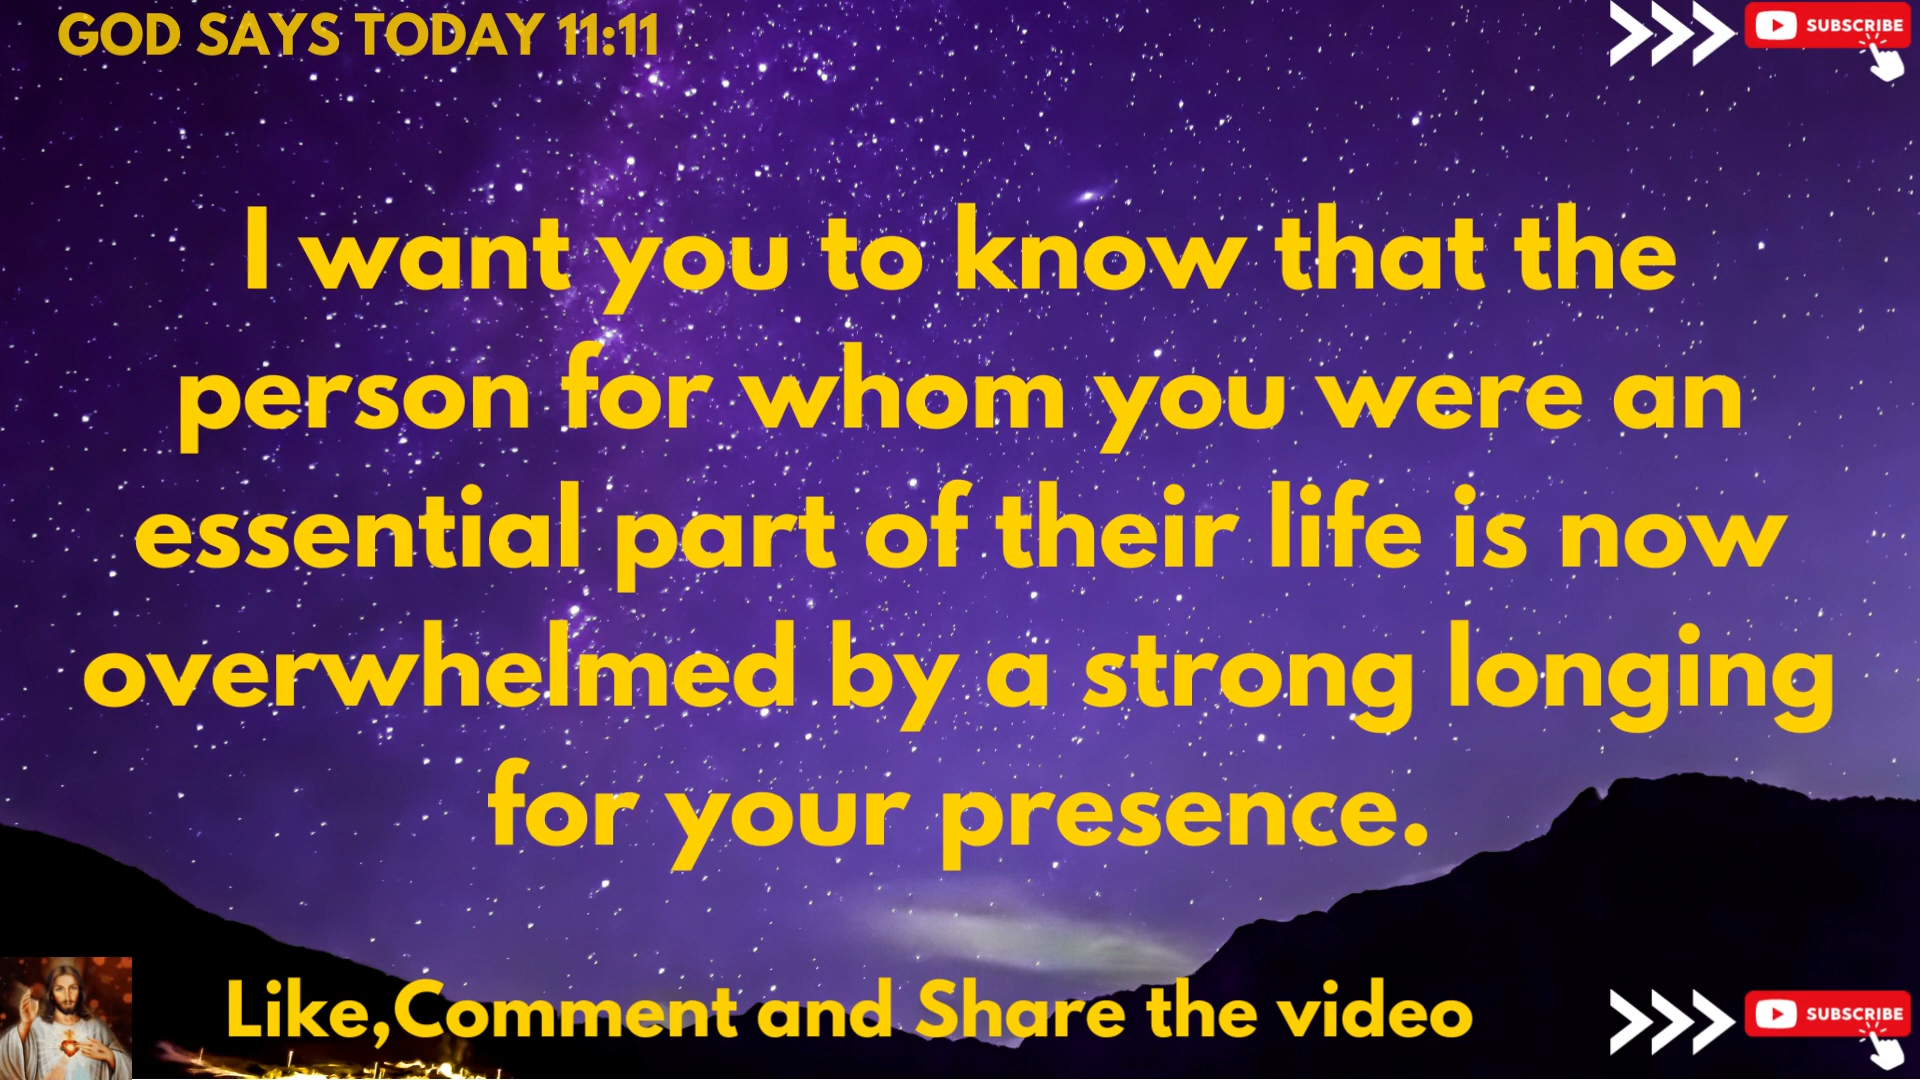 GOD SAYS TODAY 11:11
SUBSCRIBE
I want you to know that the
person for whom you were an
essential part of their life is now
overwhelmed by a strong longing
for your presence.
Like,Comment and Share the video
SUBSCRIBE